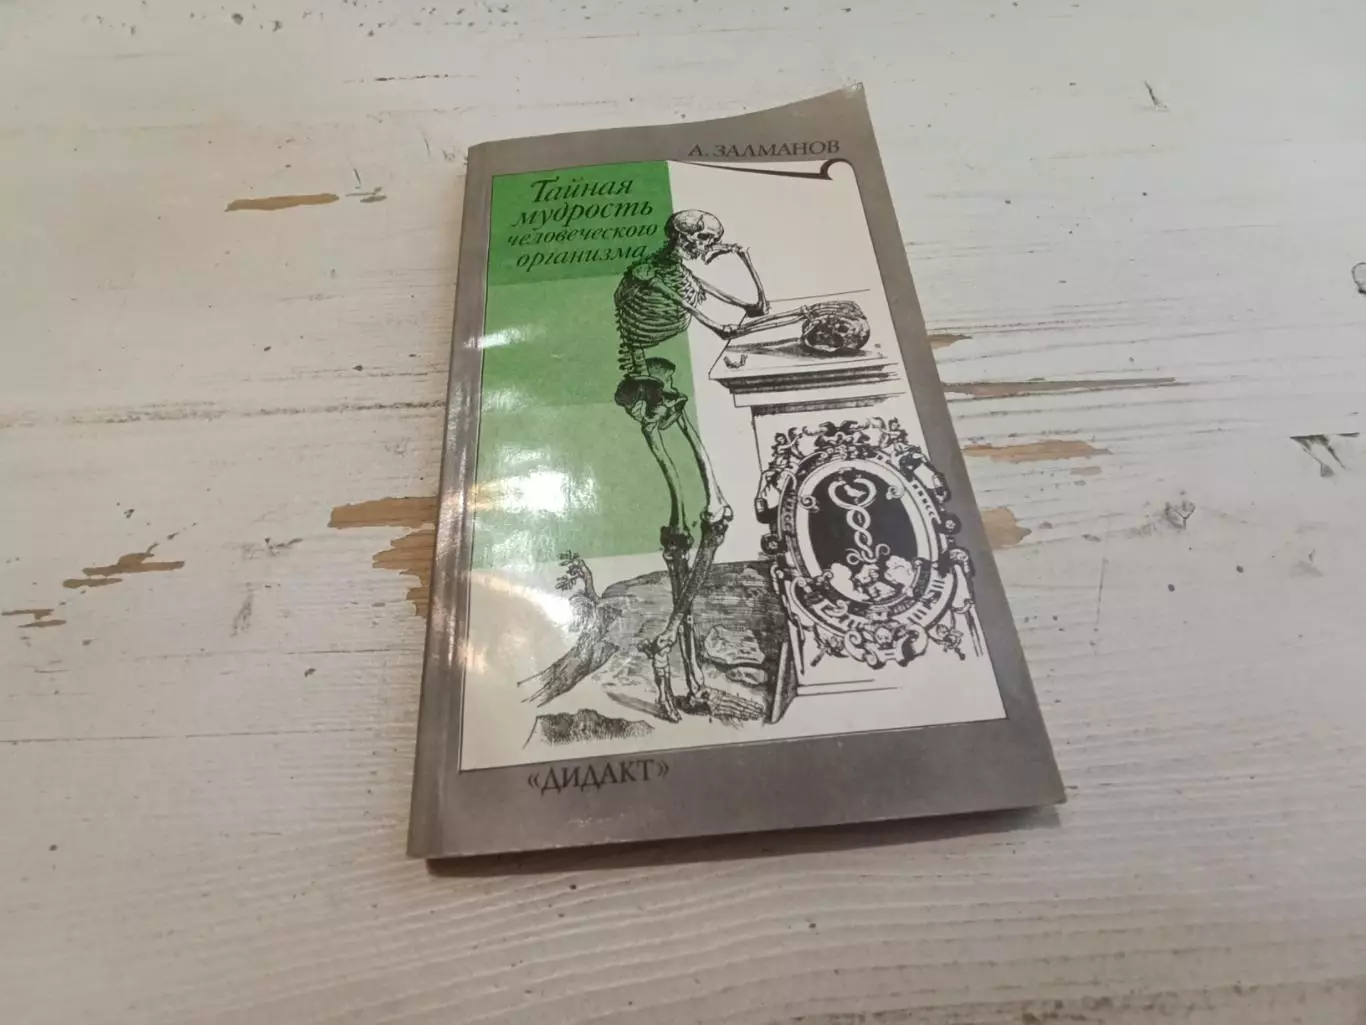 А. ЗАЛМАНОВ
Тайная
мудрость
человеческого
организма
«ДИДАКТ»